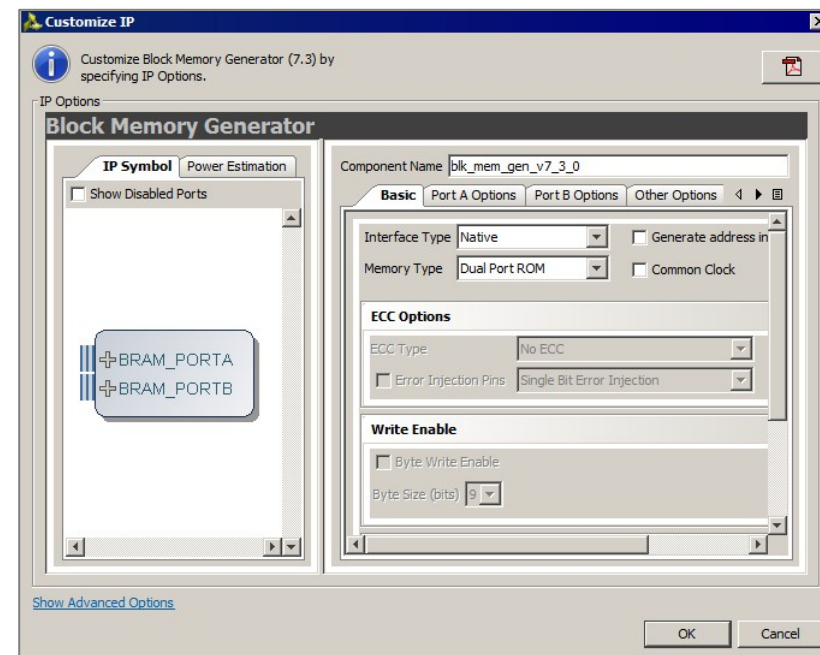 Customize IP
Customize Block Memory Generator (7.3) by
specifying IP Options.
IP Options
Block Memory Generator
IP Symbol Power Estimation
Show Disabled Ports
BRAM_PORTA
BRAM_PORTB
Component Name blk_mem_gen_v7_3_0
Basic Port A Options Port B Options Other Options
Interface Type Native Generate address in
Memory Type Dual Port ROM Common Clock
ECC Options
ECC Type No ECC
Error Injection Pins Single Bit Error Injection
Write Enable
Byte Write Enable
Byte Size (bits) 9
Show Advanced Options
OK Cancel